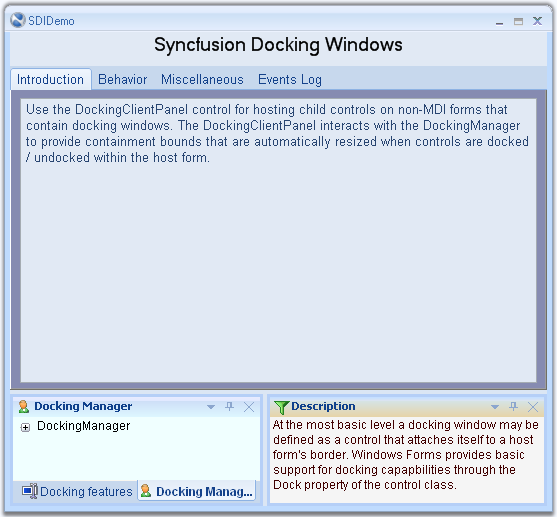 SDIDemo
Syncfusion Docking Windows
Introduction Behavior Miscellaneous Events Log
Use the DockingClientPanel control for hosting child controls on non-MDI forms that
contain docking windows. The DockingClientPanel interacts with the DockingManager
to provide containment bounds that are automatically resized when controls are docked
/ undocked within the host form.
Docking Manager
DockingManager
Docking features Docking Manag...
Description
At the most basic level a docking window may be
defined as a control that attaches itself to a host
form's border. Windows Forms provides basic
support for docking capapbilities through the
Dock property of the control class.